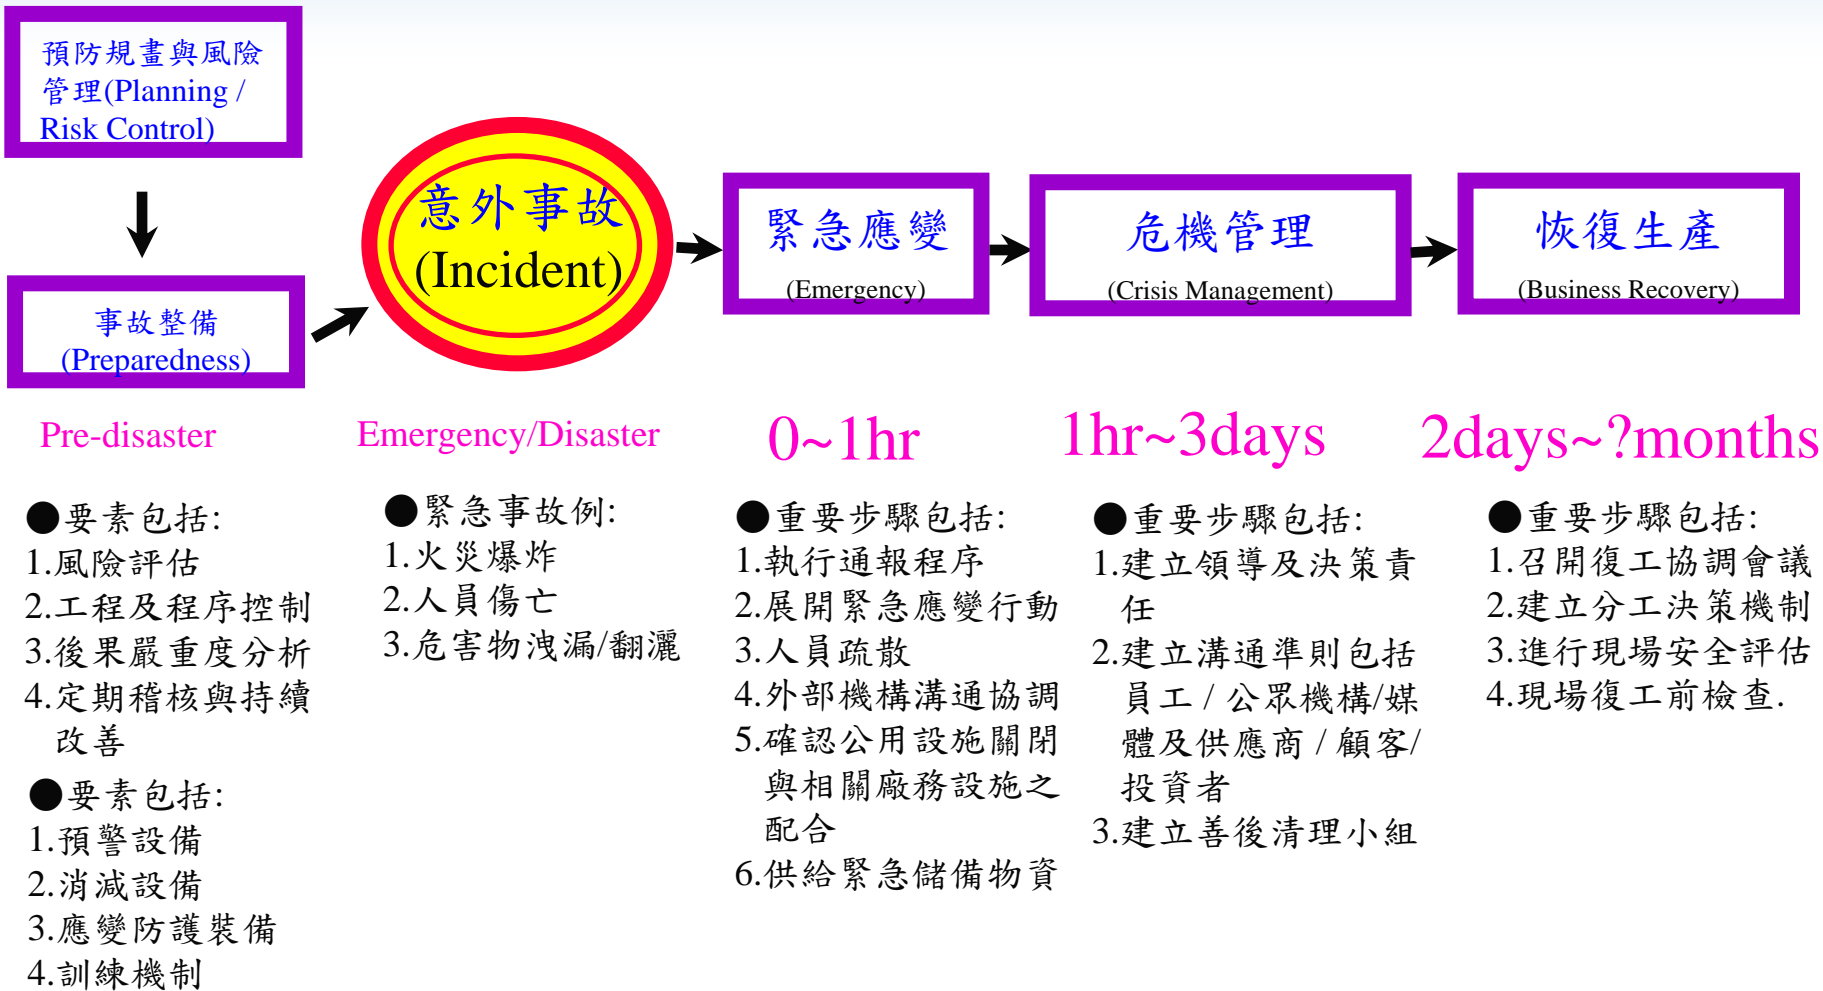 預防規畫與風險
管理(Planning /
Risk Control)
事故整備
(Preparedness)
意外事故
(Incident)
緊急應變
(Emergency)
危機管理
(Crisis Management)
恢復生產
(Business Recovery)
Pre-disaster
Emergency/Disaster
0~1hr
1hr~3days
2days~?months
●要素包括:
1.風險評估
2.工程及程序控制
3.後果嚴重度分析
4.定期稽核與持續
改善
●要素包括:
1.預警設備
2.消減設備
3.應變防護裝備
4.訓練機制
●緊急事故例:
1.火災爆炸
2.人員傷亡
3.危害物洩漏/翻灑
●重要步驟包括:
1.執行通報程序
2.展開緊急應變行動
3.人員疏散
4.外部機構溝通協調
5.確認公用設施關閉
與相關廠務設施之
配合
6.供給緊急儲備物資
●重要步驟包括:
1.建立領導及決策責
任
2.建立溝通準則包括
員工 / 公眾機構/媒
體及供應商 / 顧客/
投資者
3.建立善後清理小組
●重要步驟包括:
1.召開復工協調會議
2.建立分工決策機制
3.進行現場安全評估
4.現場復工前檢查.